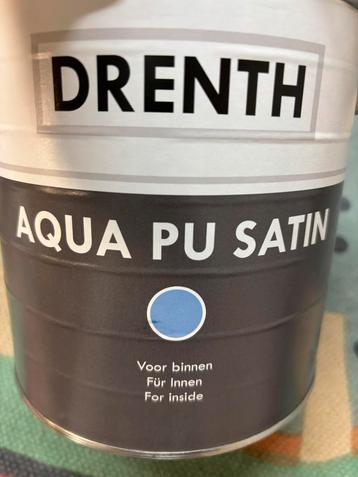 DRENTH
AQUA PU SATIN
Voor binnen
Für Innen
For inside